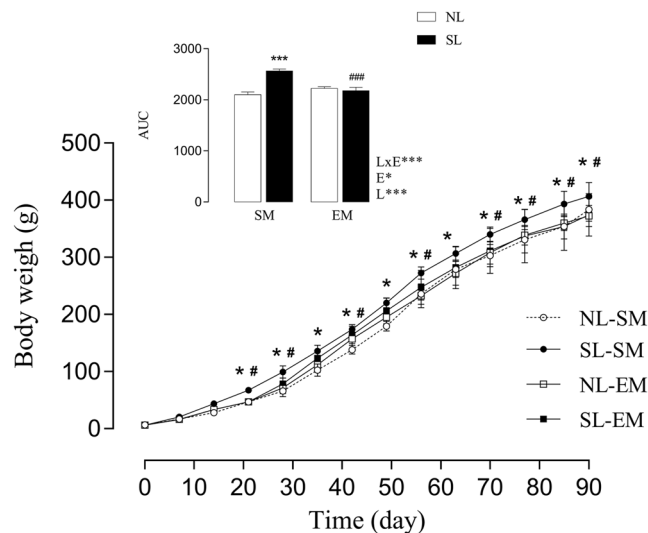 NL
SL
3000
2000
1000
0
AUC
***
###
SM
EM
LxE***
E*
L***
500
400
300
200
100
0
Body weigh (g)
* # * # * * # * * # * * # * # * # * #
NL-SM
SL-SM
NL-EM
SL-EM
0 10 20 30 40 50 60 70 80 90
Time (day)